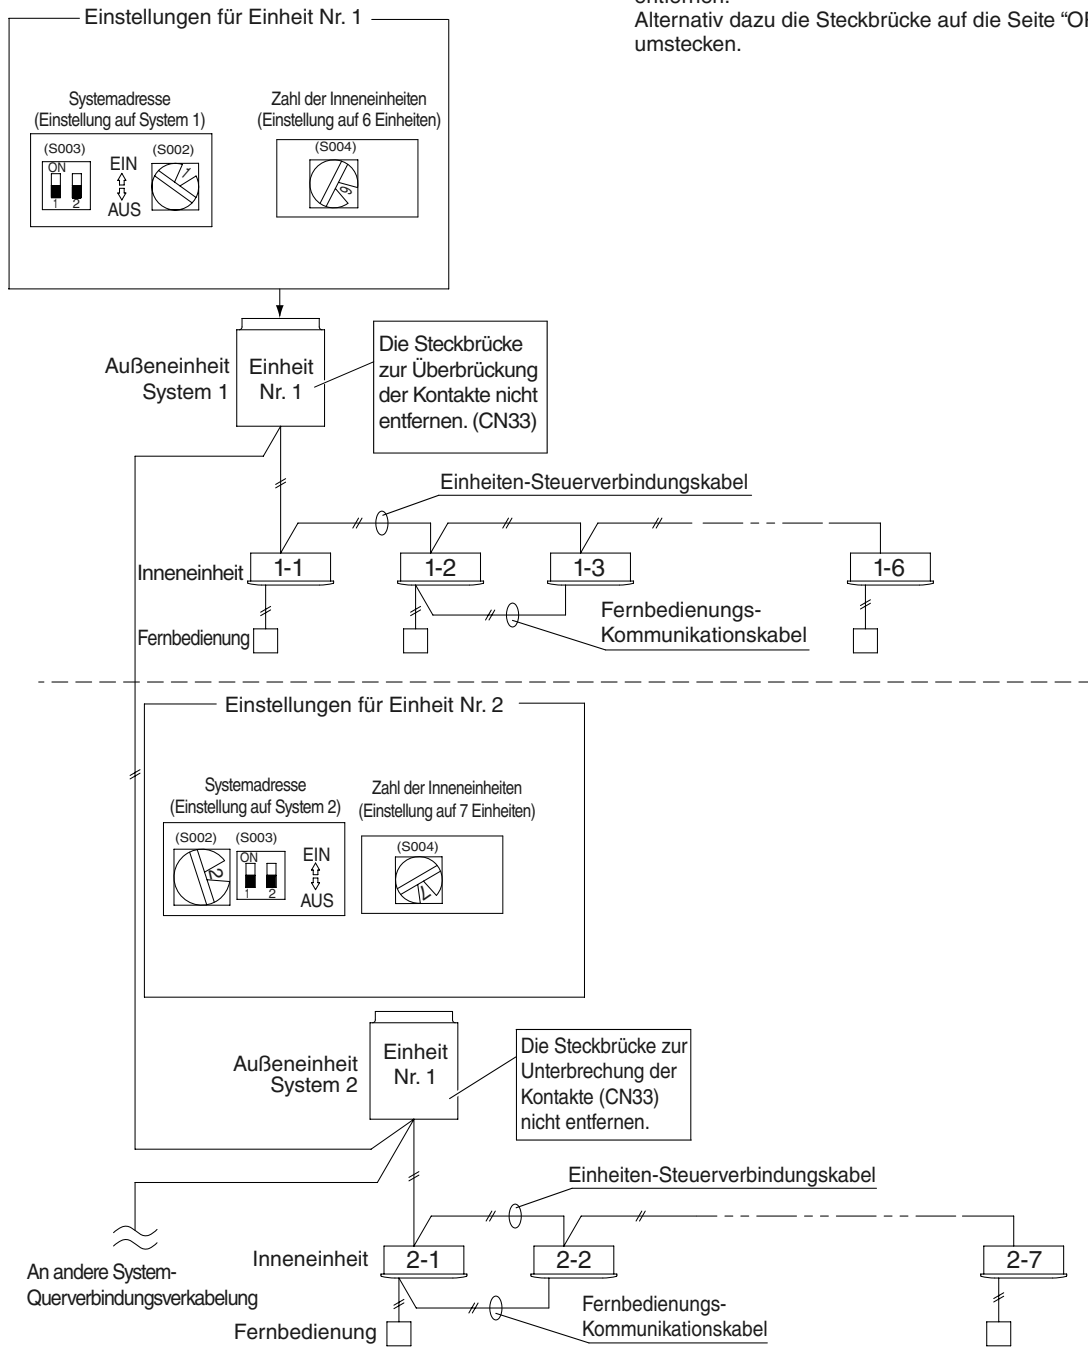 entfernen.
Alternativ dazu die Steckbrücke auf die Seite “OP
umstecken.
Einstellungen für Einheit Nr. 1
Systemadresse
(Einstellung auf System 1)
Zahl der Inneneinheiten
(Einstellung auf 6 Einheiten)
(S003)
ON
1 2
EIN
AUS
(S002)
1
(S004)
6
Außeneinheit
System 1
Einheit
Nr. 1
Die Steckbrücke
zur Überbrückung
der Kontakte nicht
entfernen. (CN33)
Einheiten-Steuerverbindungskabel
Inneneinheit
1-1
1-2
1-3
1-6
Fernbedienung
Fernbedienungs-
Kommunikationskabel
Einstellungen für Einheit Nr. 2
Systemadresse
(Einstellung auf System 2)
Zahl der Inneneinheiten
(Einstellung auf 7 Einheiten)
(S002)
2
(S003)
ON
1 2
EIN
AUS
(S004)
7
Außeneinheit
System 2
Einheit
Nr. 1
Die Steckbrücke zur
Unterbrechung der
Kontakte (CN33)
nicht entfernen.
Einheiten-Steuerverbindungskabel
Inneneinheit
2-1
2-2
2-7
An andere System-
Querverbindungsverkabelung
Fernbedienung
Fernbedienungs-
Kommunikationskabel